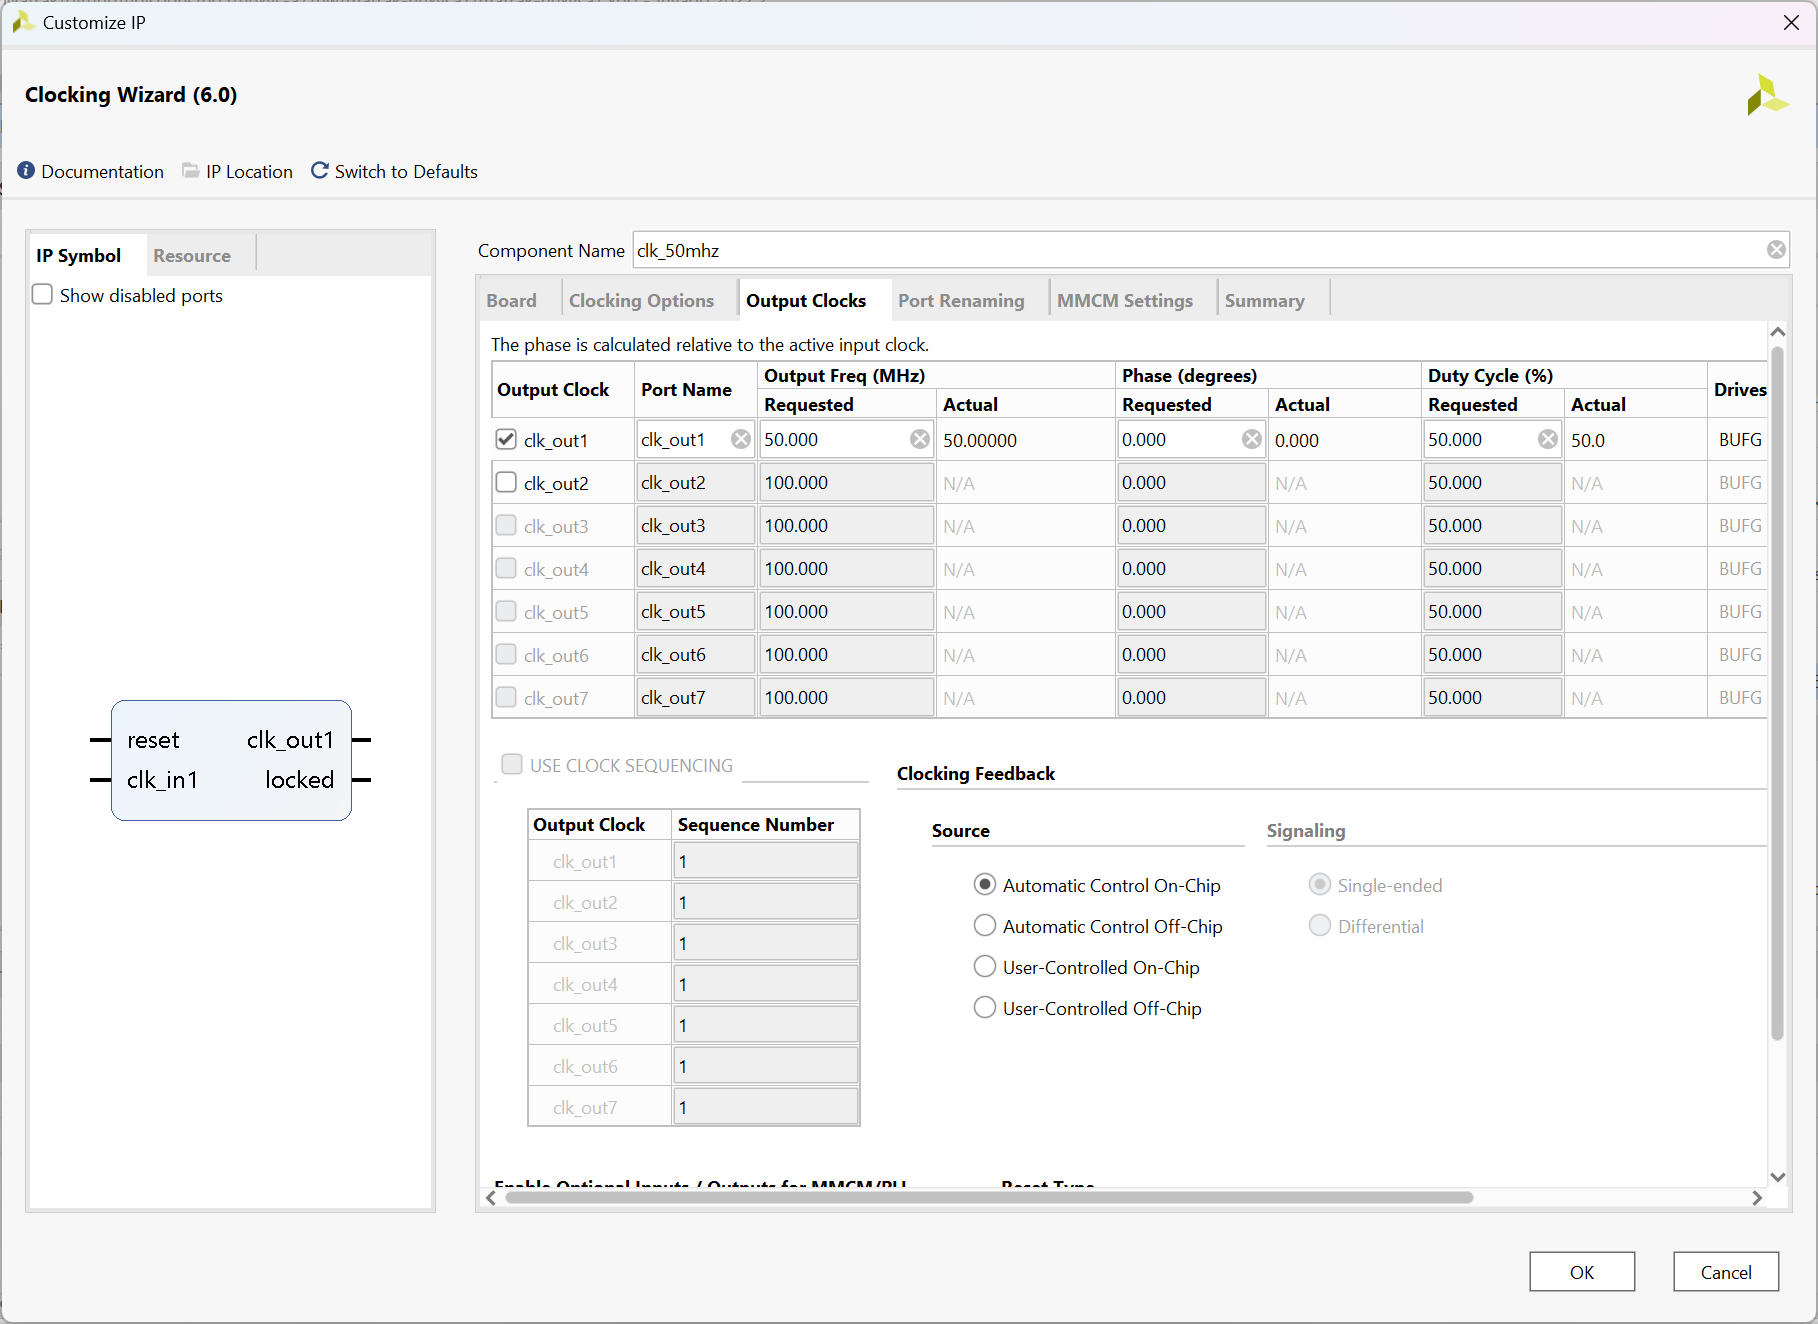 Customize IP
Clocking Wizard (6.0)
Documentation IP Location Switch to Defaults
IP Symbol Resource
Show disabled ports
reset clk_out1
clk_in1 locked
Component Name clk_50mhz
Board Clocking Options Output Clocks Port Renaming MMCM Settings Summary
The phase is calculated relative to the active input clock.
Output Clock Port Name Output Freq (MHz) Phase (degrees) Duty Cycle (%) Drives
Requested Actual Requested Actual Requested Actual
clk_out1 clk_out1 50.000 50.00000 0.000 0.000 50.000 50.0 BUFG
clk_out2 clk_out2 100.000 N/A 0.000 N/A 50.000 N/A BUFG
clk_out3 clk_out3 100.000 N/A 0.000 N/A 50.000 N/A BUFG
clk_out4 clk_out4 100.000 N/A 0.000 N/A 50.000 N/A BUFG
clk_out5 clk_out5 100.000 N/A 0.000 N/A 50.000 N/A BUFG
clk_out6 clk_out6 100.000 N/A 0.000 N/A 50.000 N/A BUFG
clk_out7 clk_out7 100.000 N/A 0.000 N/A 50.000 N/A BUFG
USE CLOCK SEQUENCING
Output Clock Sequence Number
clk_out1 1
clk_out2 1
clk_out3 1
clk_out4 1
clk_out5 1
clk_out6 1
clk_out7 1
Clocking Feedback
Source
Automatic Control On-Chip
Automatic Control Off-Chip
User-Controlled On-Chip
User-Controlled Off-Chip
Signaling
Single-ended
Differential
Enable Optional Inputs / Outputs for MMCM/PLL Reset Type
OK Cancel